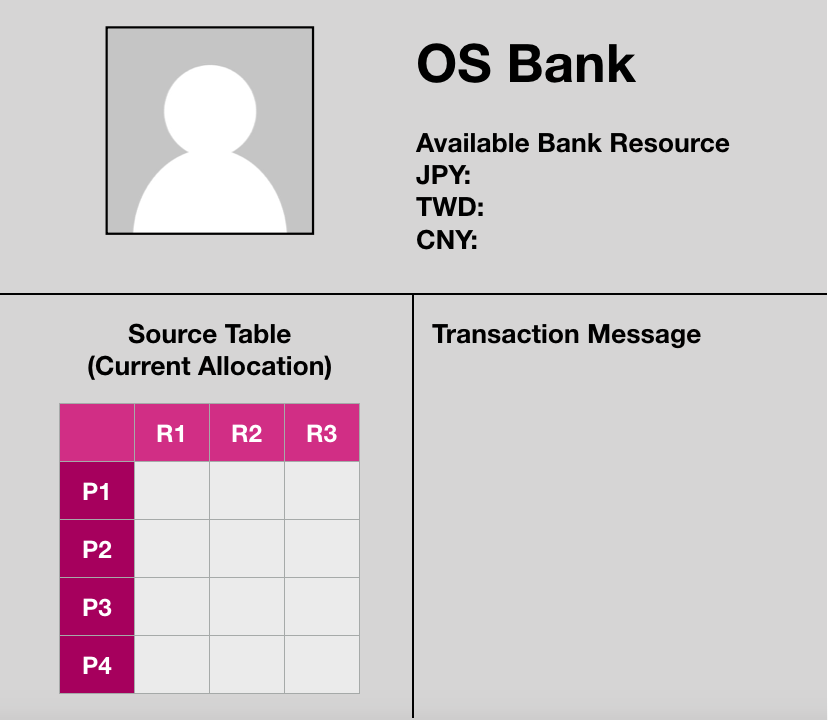 OS Bank
Available Bank Resource
JPY:
TWD:
CNY:
Source Table
(Current Allocation)
R1 R2 R3
P1
P2
P3
P4
Transaction Message